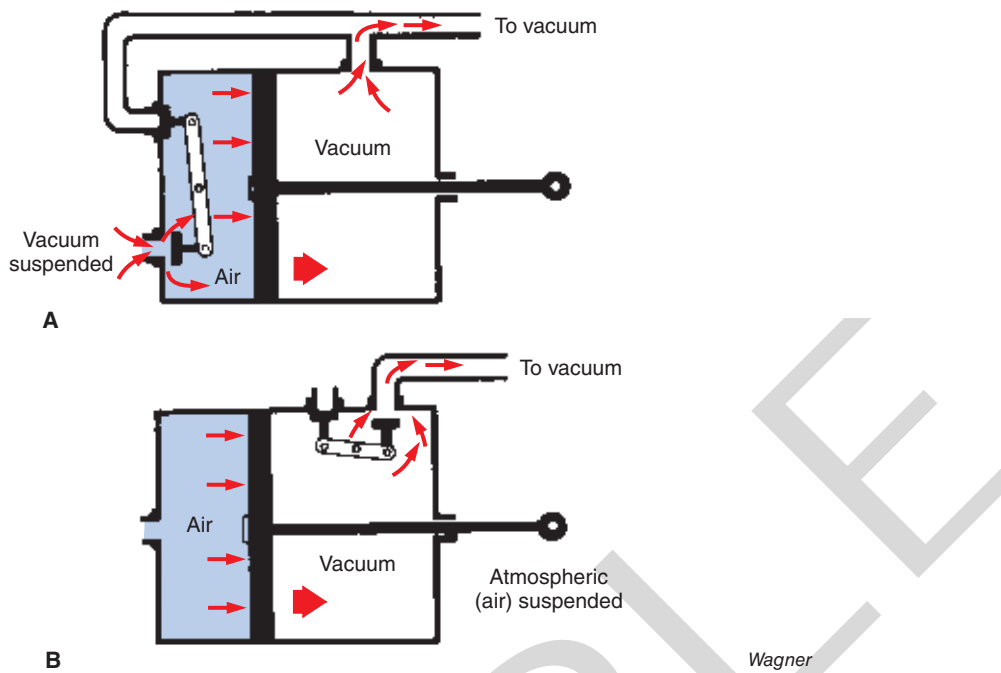 To vacuum
Vacuum
Vacuum
suspended
Air
A
To vacuum
Air
Vacuum
Atmospheric
(air) suspended
B
Wagner